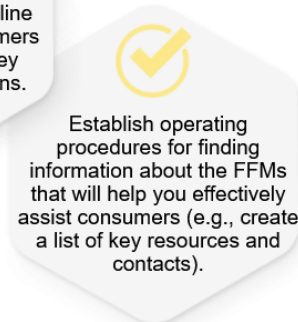 line
mers
ey
ns.
Establish operating
procedures for finding
information about the FFMs
that will help you effectively
assist consumers (e.g., create
a list of key resources and
contacts).